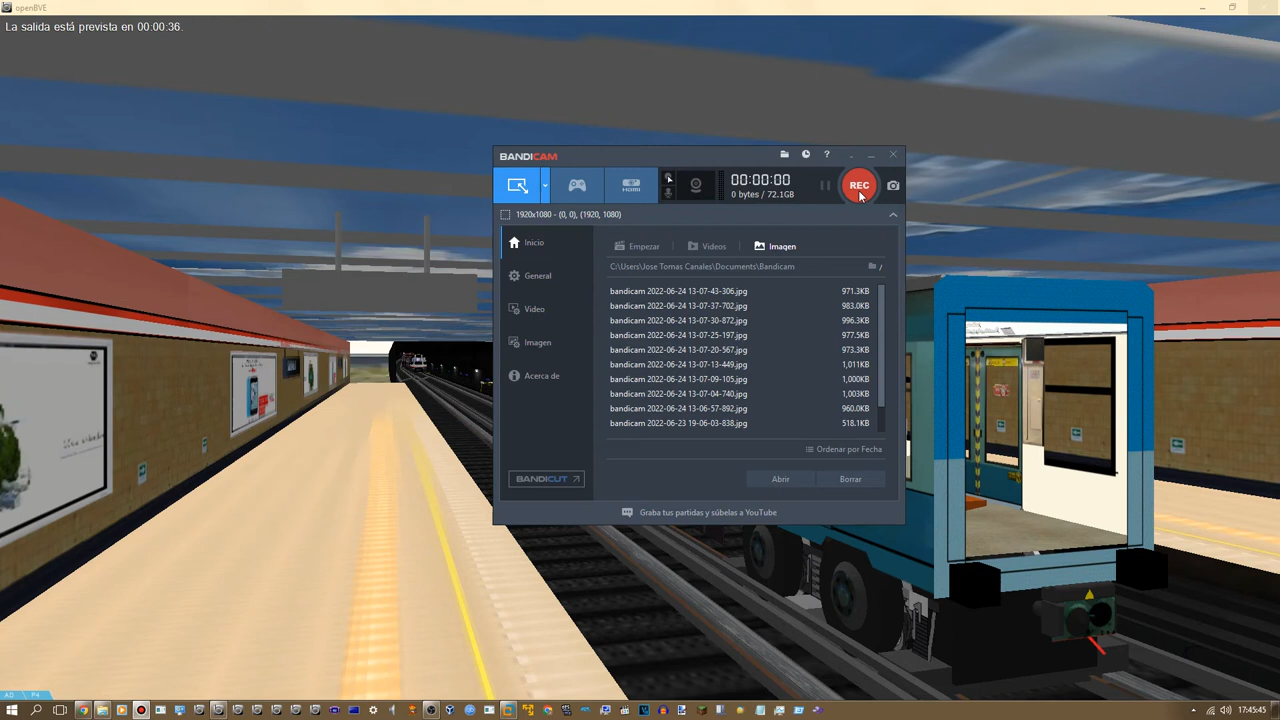 openBVE
La salida está prevista en 00:00:36.
BANDICAM
?
HDMI
00:00:00
0 bytes / 72.1GB
REC
1920x1080 - (0, 0), (1920, 1080)
Inicio
General
Video
Imagen
Acerca de
BANDICUT
Empezar
Videos
Imagen
C:\Users\Jose Tomas Canales\Documents\Bandicam
bandicam 2022-06-24 13-07-43-306.jpg 971.3KB
bandicam 2022-06-24 13-07-37-702.jpg 983.0KB
bandicam 2022-06-24 13-07-30-872.jpg 996.3KB
bandicam 2022-06-24 13-07-25-197.jpg 977.5KB
bandicam 2022-06-24 13-07-20-567.jpg 973.3KB
bandicam 2022-06-24 13-07-13-449.jpg 1,011KB
bandicam 2022-06-24 13-07-09-105.jpg 1,000KB
bandicam 2022-06-24 13-07-04-740.jpg 1,003KB
bandicam 2022-06-24 13-06-57-892.jpg 960.0KB
bandicam 2022-06-23 19-06-03-838.jpg 518.1KB
Ordenar por Fecha
Abrir
Borrar
Graba tus partidas y súbelas a YouTube
AD P4
17:45:45